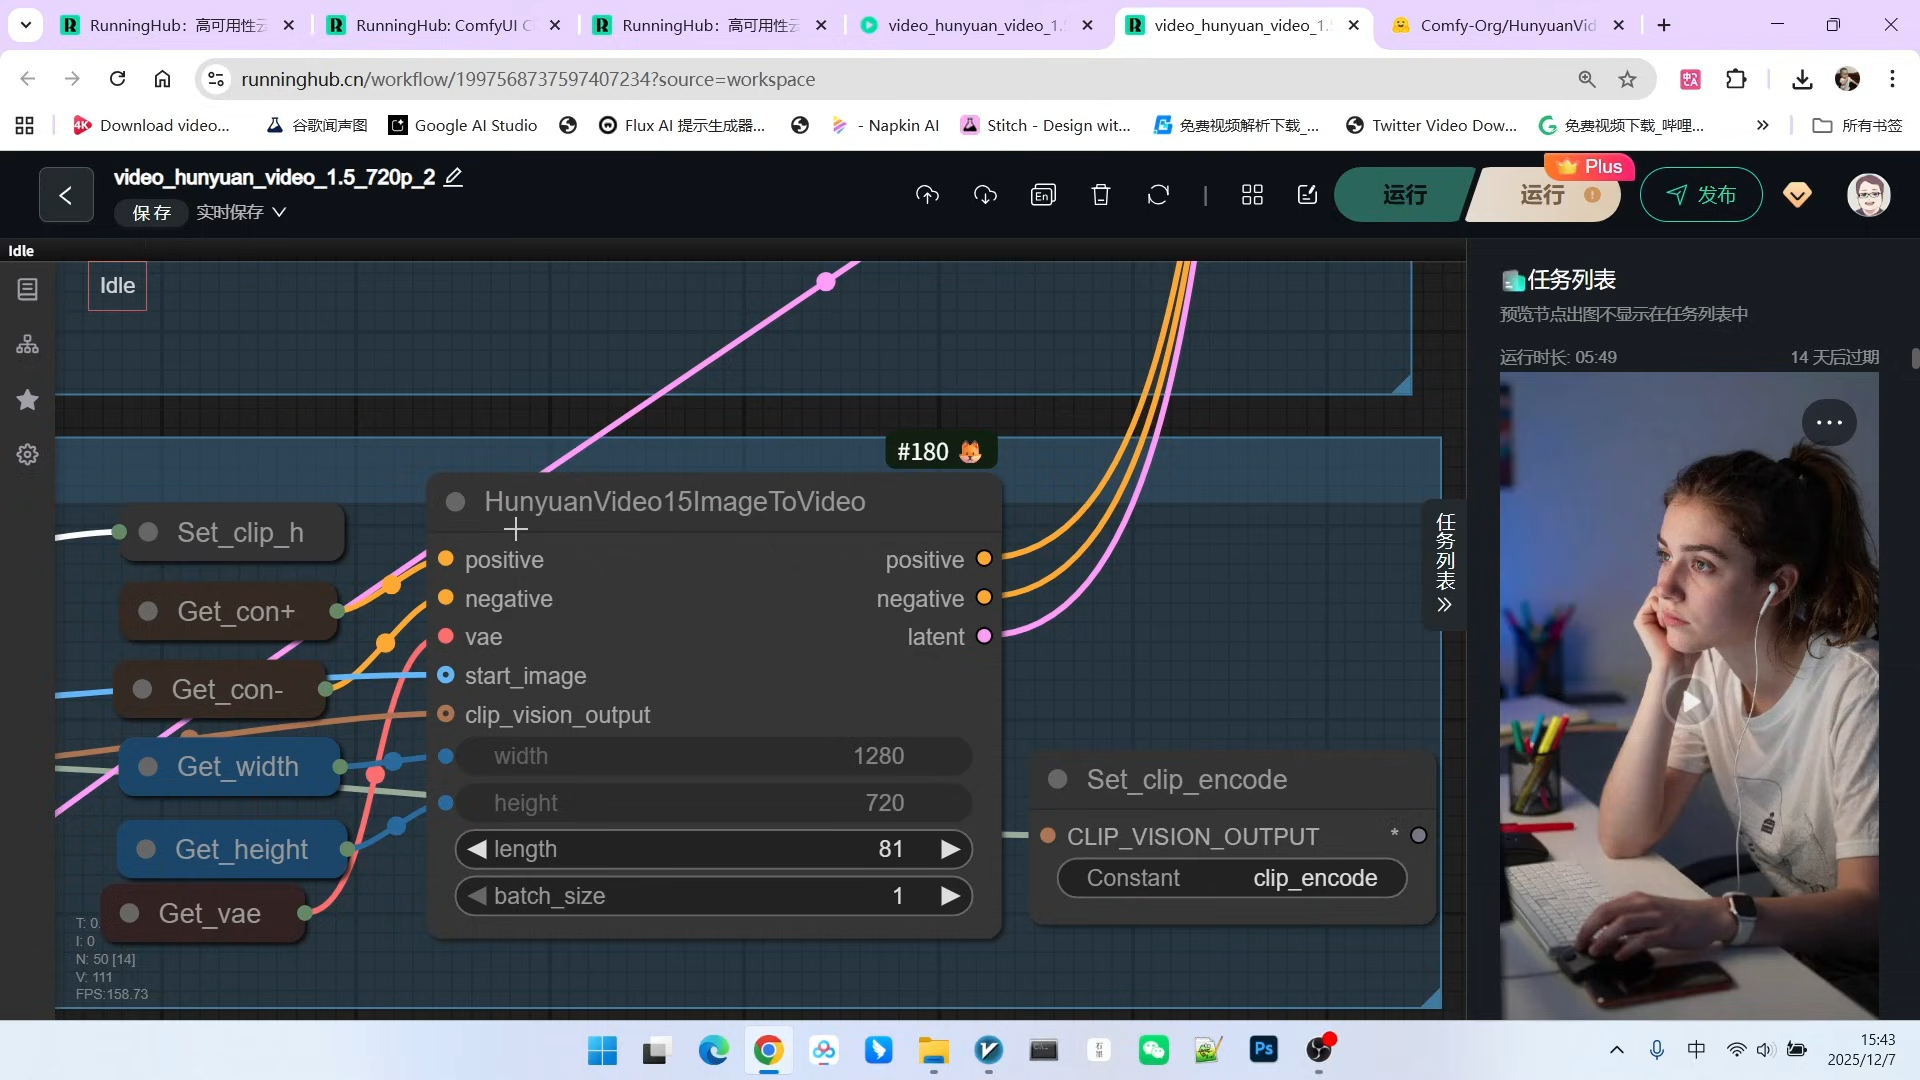 RunningHub：高可用性云
RunningHub: ComfyUI C
RunningHub：高可用性云
video_hunyuan_video_1.5
video_hunyuan_video_1.5
Comfy-Org/HunyuanVid
runninghub.cn/workflow/1997568737597407234?source=workspace
Download video...
谷歌闻声图
Google AI Studio
Flux AI 提示生成器...
- Napkin AI
Stitch - Design wit...
免费视频解析下载_...
Twitter Video Dow...
免费视频下载_哔哩...
所有书签
video_hunyuan_video_1.5_720p_2
保存
实时保存
En
运行
运行
Plus
发布
Idle
Idle
任务列表
预览节点出图不显示在任务列表中
运行时长: 05:49
14 天后过期
#180
HunyuanVideo15ImageToVideo
positive
negative
vae
start_image
clip_vision_output
width 1280
height 720
length 81
batch_size 1
positive
negative
latent
Set_clip_h
Get_con+
Get_con-
Get_width
Get_height
Get_vae
Set_clip_encode
CLIP_VISION_OUTPUT *
Constant clip_encode
任务列表
T: 0.
I: 0
N: 50 [14]
V: 111
FPS:158.73
Ps
中
15:43
2025/12/7